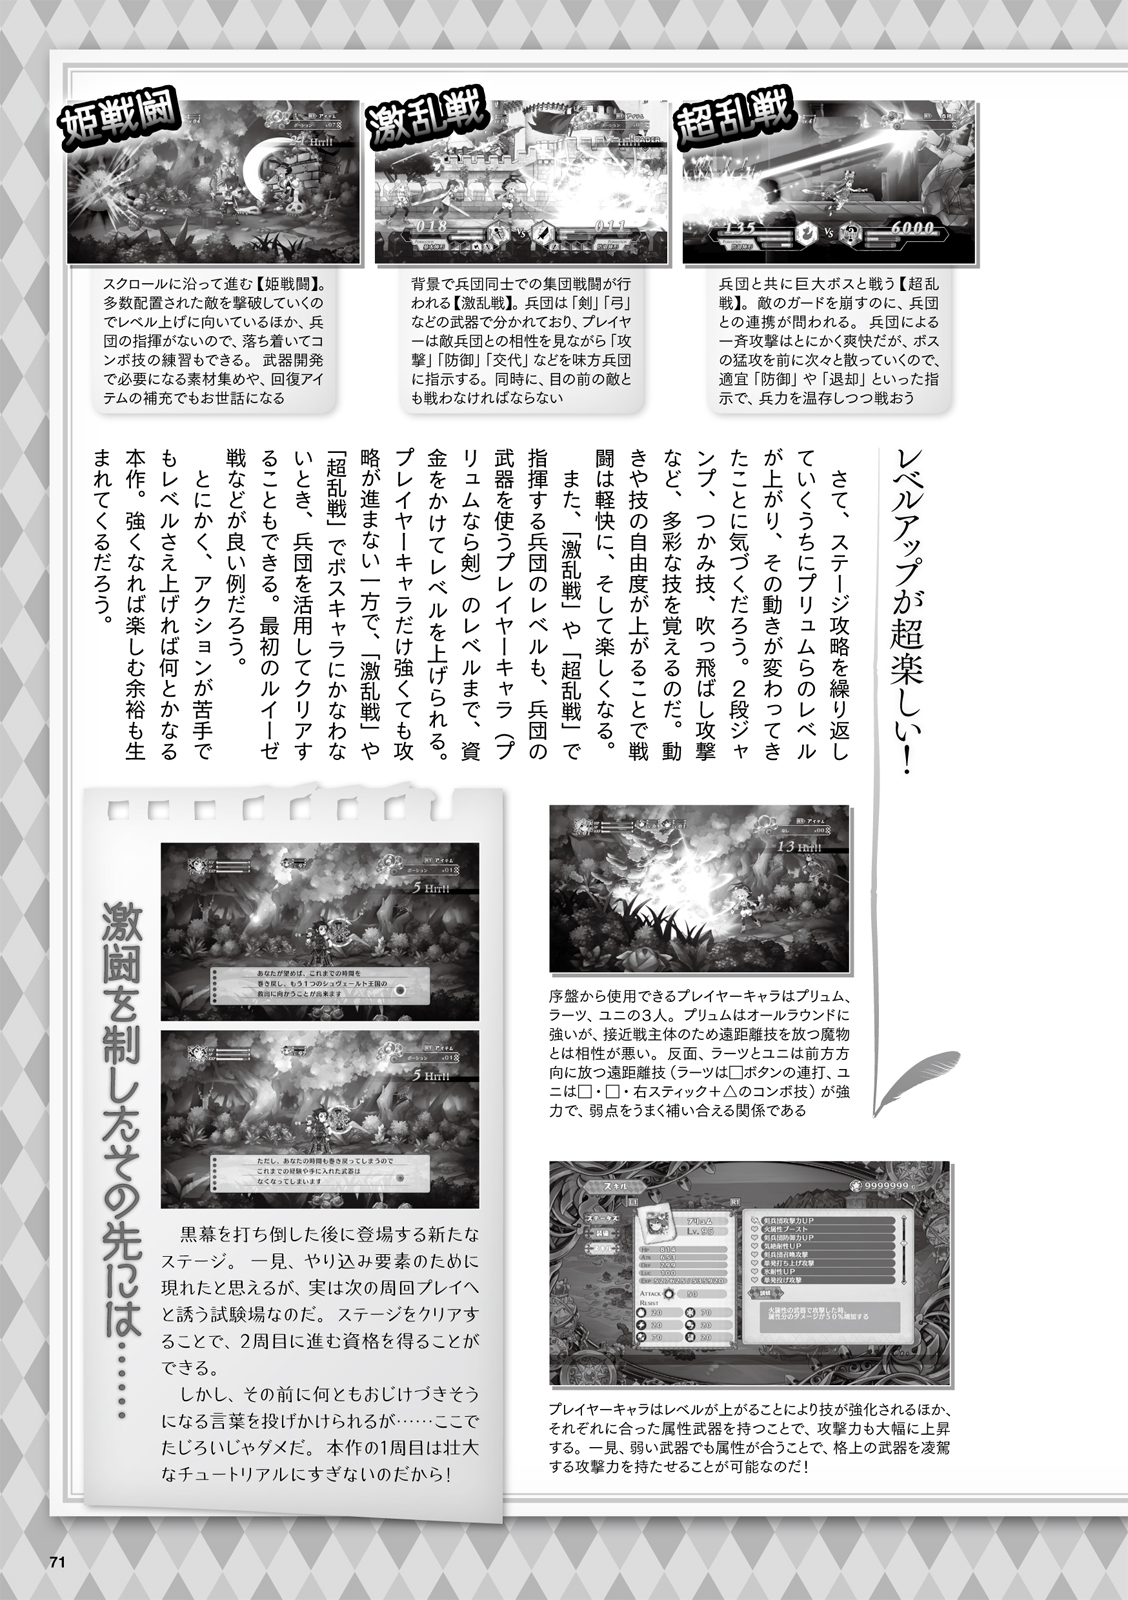 姫戦闘
スクロールに沿って進む【姫戦闘】。
多数配置された敵を撃破していくの
でレベル上げに向いているほか、兵
団の指揮がないので、落ち着いてコ
ンボ技の練習もできる。武器開発
で必要になる素材集めや、回復アイ
テムの補充でもお世話になる
激乱戦
018
VS
011
背景で兵団同士での集団戦闘が行
われる【激乱戦】。兵団は「剣」「弓」
などの武器で分かれており、プレイヤ
ーは敵兵団との相性を見ながら「攻
撃」「防御」「交代」などを味方兵団
に指示する。同時に、目の前の敵と
も戦わなければならない
超乱戦
135
VS
6000
兵団と共に巨大ボスと戦う【超乱
戦】。敵のガードを崩すのに、兵団
との連携が問われる。兵団による
一斉攻撃はとにかく爽快だが、ボス
の猛攻を前に次々と散っていくので、
適宜「防御」や「退却」といった指
示で、兵力を温存しつつ戦おう
レベルアップが超楽しい！
さて、ステージ攻略を繰り返し
ていくうちにプリュムらのレベル
が上がり、その動きが変わってき
たことに気づくだろう。２段ジャ
ンプ、つかみ技、吹っ飛ばし攻撃
など、多彩な技を覚えるのだ。動
きや技の自由度が上がることで戦
闘は軽快に、そして楽しくなる。
また、「激乱戦」や「超乱戦」で
指揮する兵団のレベルも、兵団の
武器を使うプレイヤーキャラ（プ
リュムなら剣）のレベルまで、資
金をかけてレベルを上げられる。
プレイヤーキャラだけ強くても攻
略が進まない一方で、「激乱戦」や
「超乱戦」でボスキャラにかなわな
いとき、兵団を活用してクリアす
ることもできる。最初のルイーゼ
戦などが良い例だろう。
とにかく、アクションが苦手で
もレベルさえ上げれば何とかなる
本作。強くなれば楽しむ余裕も生
まれてくるだろう。
13 Hit!!
序盤から使用できるプレイヤーキャラはプリュム、
ラーツ、ユニの3人。プリュムはオールラウンドに
強いが、接近戦主体のため遠距離技を放つ魔物
とは相性が悪い。反面、ラーツとユニは前方方
向に放つ遠距離技（ラーツは□ボタンの連打、ユ
ニは□・□・右スティック＋△のコンボ技）が強
力で、弱点をうまく補い合える関係である
スキル
9999999
ステータス
装備
スキル
プリュム
Lv.95
ATTACK
50
RESIST
20
70
20
20
70
20
剣兵団攻撃力UP
火属性ブースト
剣兵団防御力UP
気絶耐性UP
剣兵団召喚攻撃
単発打ち上げ攻撃
氷耐性UP
単発投げ攻撃
説明
火属性の武器で攻撃した時、
属性分のダメージが50％増加する
プレイヤーキャラはレベルが上がることにより技が強化されるほか、
それぞれに合った属性武器を持つことで、攻撃力も大幅に上昇
する。一見、弱い武器でも属性が合うことで、格上の武器を凌駕
する攻撃力を持たせることが可能なのだ！
激闘を制したその先には……
5 Hit!!
あなたが望めば、これまでの時間を
巻き戻し、もう1つのシュヴェールト王国の
救出に向かうことが出来ます
5 Hit!!
ただし、あなたの時間も巻き戻ってしまうので
これまでの経験や手に入れた武器は
なくなってしまいます
黒幕を打ち倒した後に登場する新たな
ステージ。一見、やり込み要素のために
現れたと思えるが、実は次の周回プレイへ
と誘う試験場なのだ。ステージをクリアす
ることで、2周目に進む資格を得ることが
できる。
しかし、その前に何ともおじけづきそう
になる言葉を投げかけられるが……ここで
たじろいじゃダメだ。本作の1周目は壮大
なチュートリアルにすぎないのだから！
71